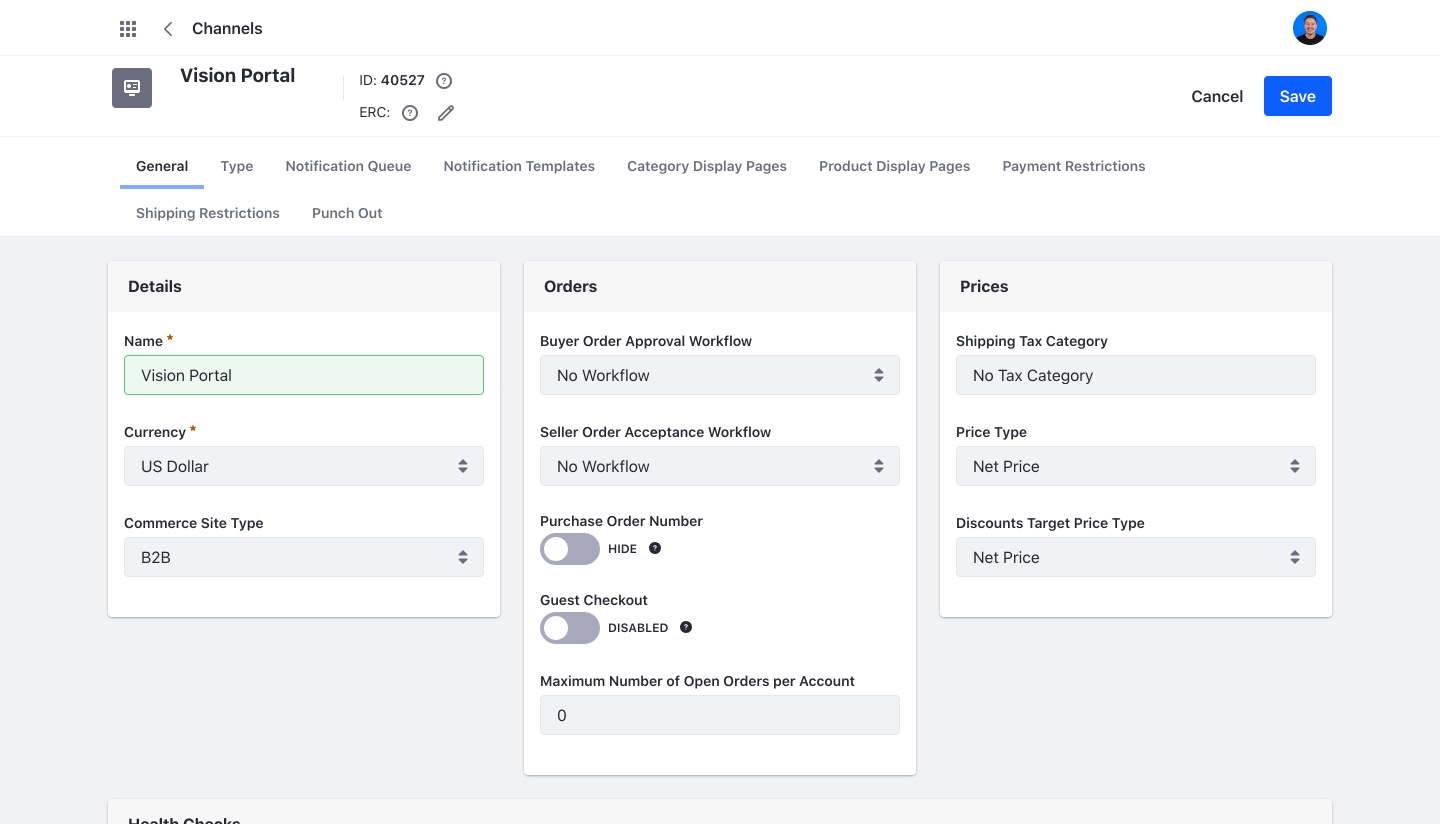 Channels
Vision Portal
ID: 40527
ERC:
Cancel
Save
General
Type
Notification Queue
Notification Templates
Category Display Pages
Product Display Pages
Payment Restrictions
Shipping Restrictions
Punch Out
Details
Name *
Vision Portal
Currency *
US Dollar
Commerce Site Type
B2B
Orders
Buyer Order Approval Workflow
No Workflow
Seller Order Acceptance Workflow
No Workflow
Purchase Order Number
HIDE
Guest Checkout
DISABLED
Maximum Number of Open Orders per Account
0
Prices
Shipping Tax Category
No Tax Category
Price Type
Net Price
Discounts Target Price Type
Net Price
Health Checks